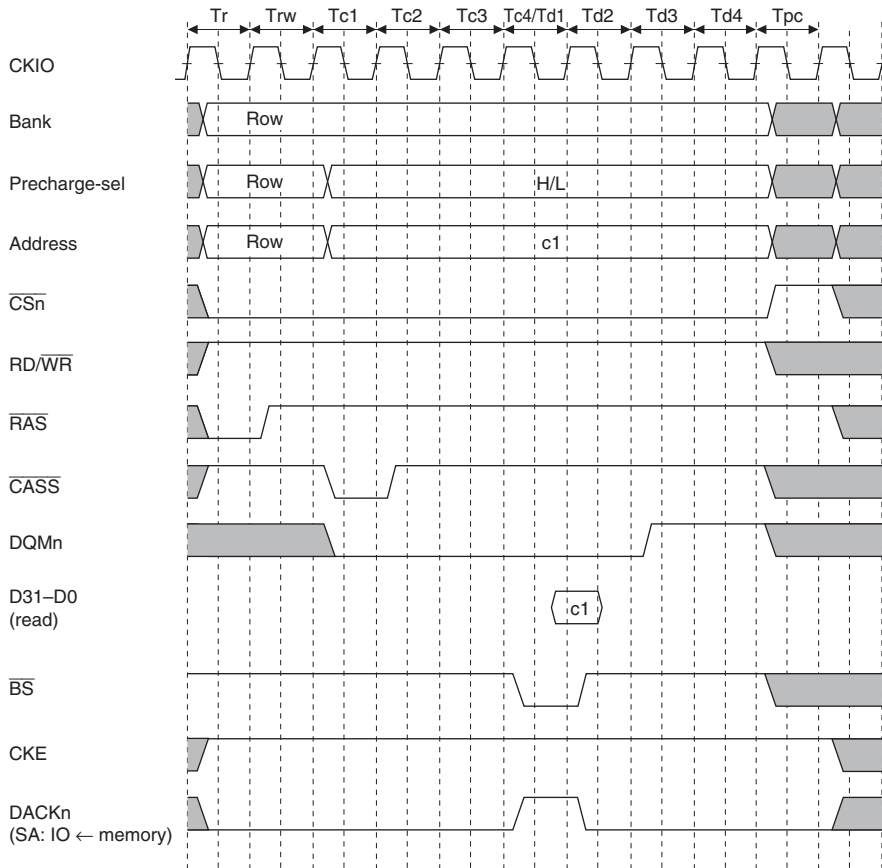 Tr Trw Tc1 Tc2 Tc3 Tc4/Td1 Td2 Td3 Td4 Tpc
CKIO
Bank Row
Precharge-sel Row H/L
Address Row c1
CSn
RD/WR
RAS
CASS
DQMn
D31–D0
(read) c1
BS
CKE
DACKn
(SA: IO ← memory)